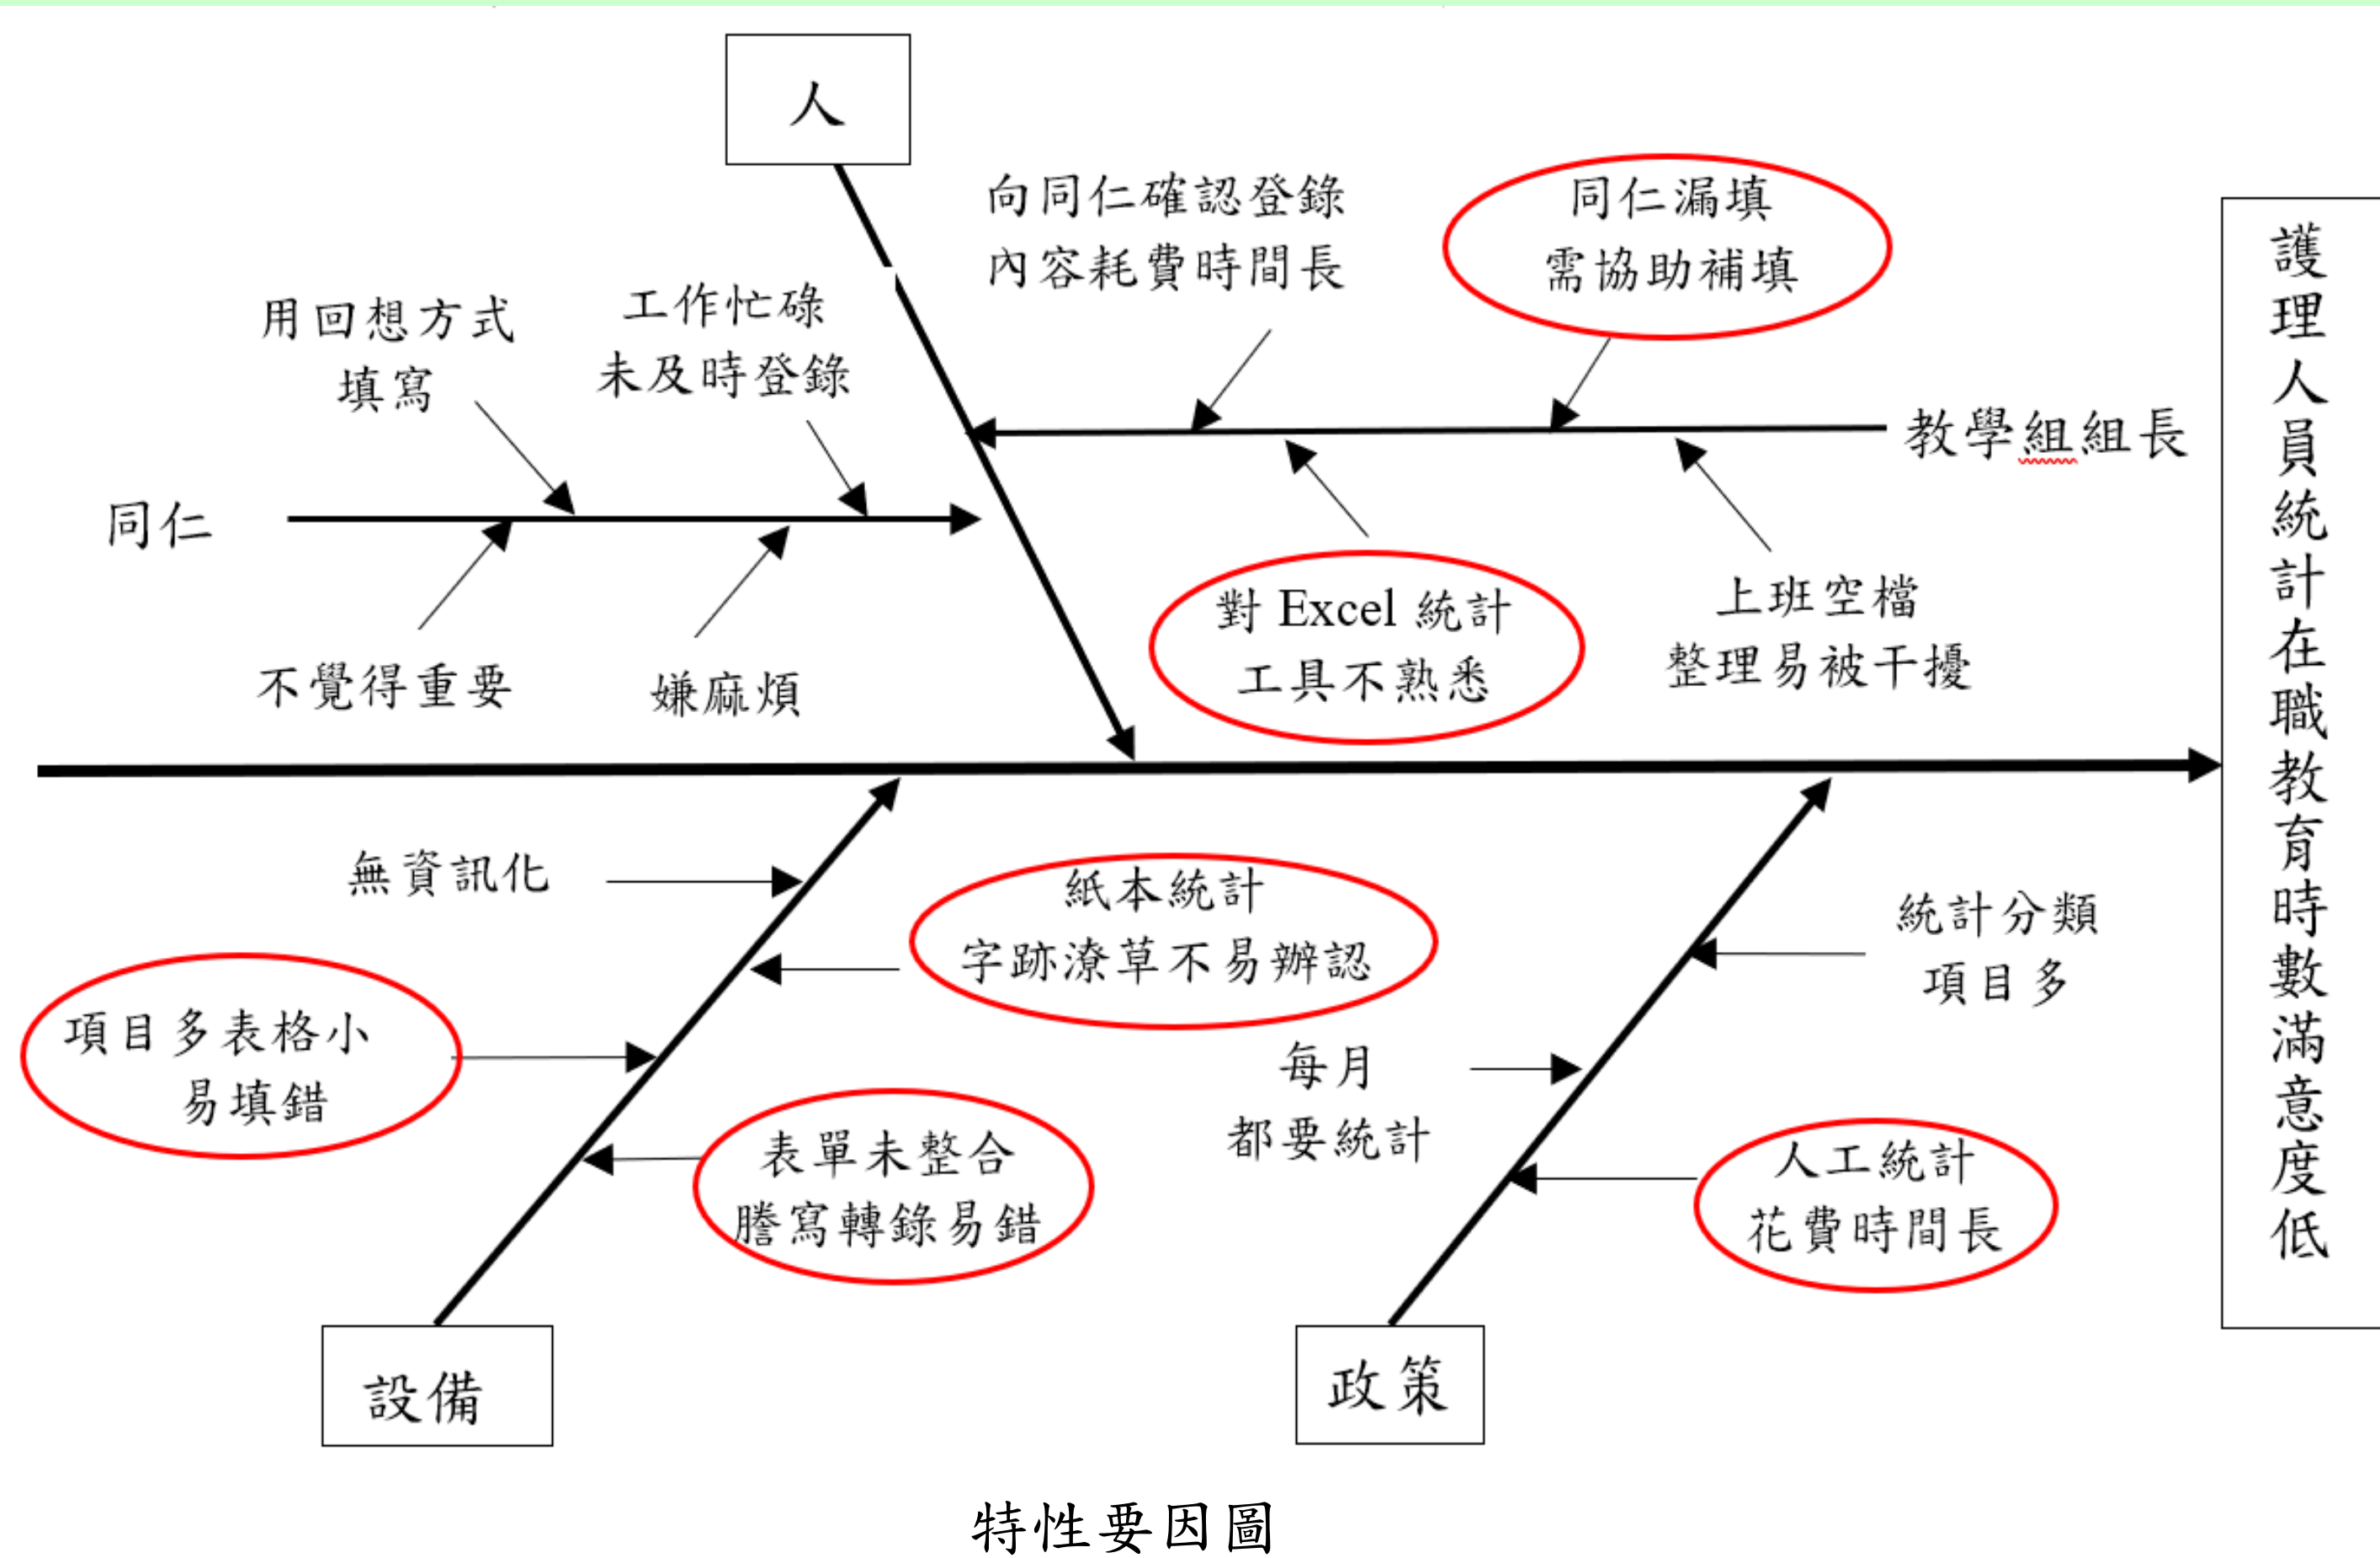 人
向同仁確認登錄
內容耗費時間長
同仁漏填
需協助補填
用回想方式
填寫
工作忙碌
未及時登錄
教學組組長
同仁
不覺得重要
嫌麻煩
對 Excel 統計
工具不熟悉
上班空檔
整理易被干擾
護理人員統計在職教育時數滿意度低
無資訊化
紙本統計
字跡潦草不易辦認
項目多表格小
易填錯
表單未整合
謄寫轉錄易錯
統計分類
項目多
每月
都要統計
人工統計
花費時間長
設備
政策
特性要因圖